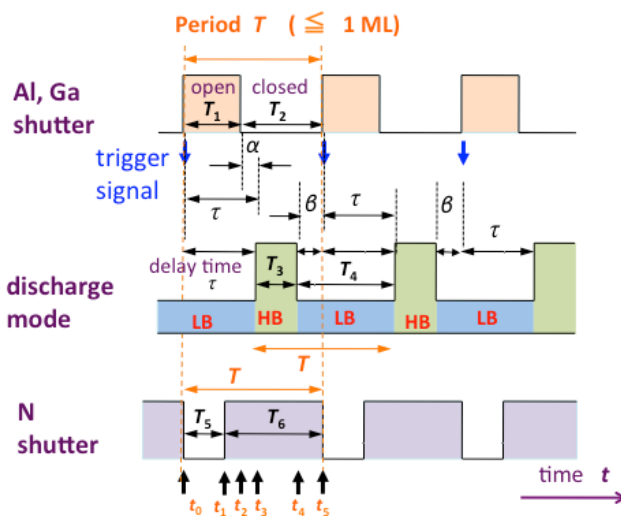 Period T ( ≦ 1 ML)
Al, Ga
shutter
open closed
T1 T2
trigger
signal
α
τ
β τ β τ
discharge
mode
delay time
τ
T3 T4
LB HB LB HB LB
T
T
N
shutter
T5 T6
t0 t1 t2 t3 t4 t5
time t